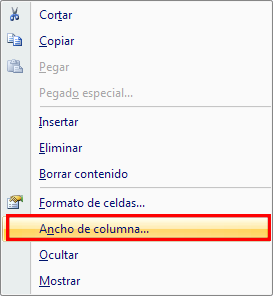 Cortar
Copiar
Pegar
Pegado especial...
Insertar
Eliminar
Borrar contenido
Formato de celdas...
Ancho de columna...
Ocultar
Mostrar